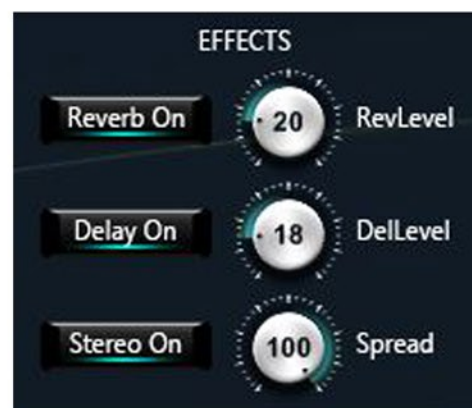 EFFECTS
Reverb On 20 RevLevel
Delay On 18 DelLevel
Stereo On 100 Spread